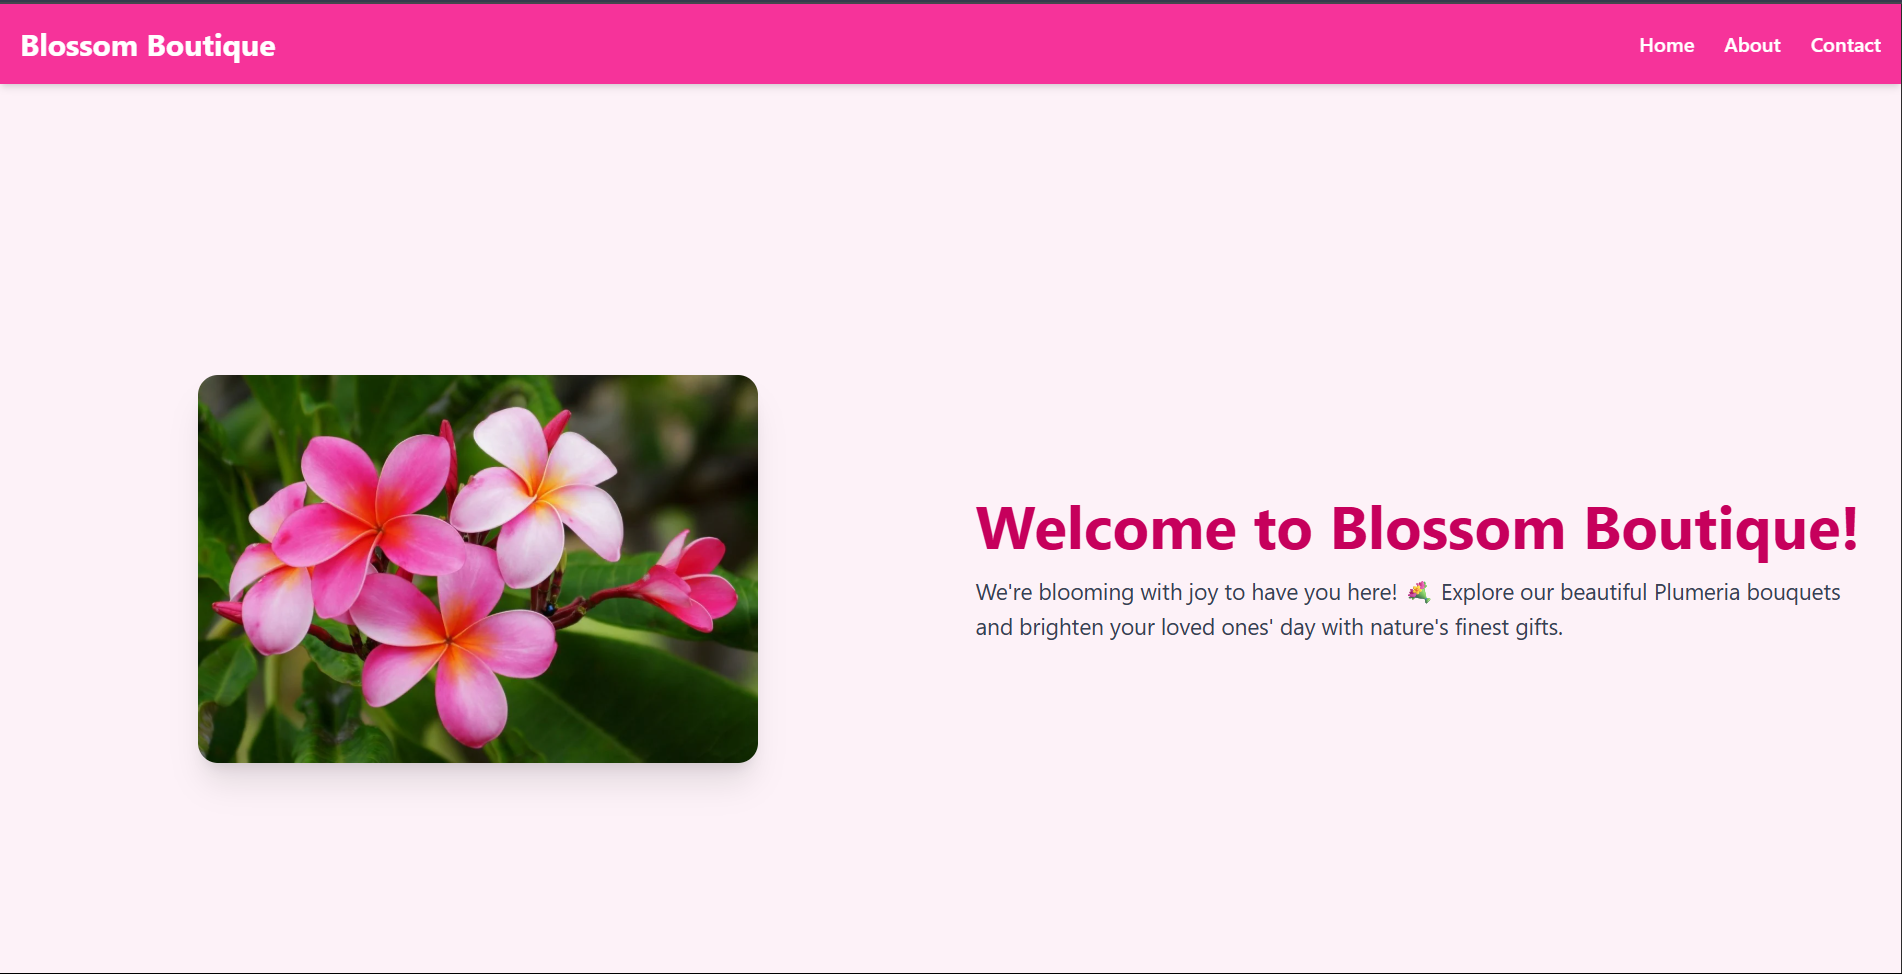 Blossom Boutique
Home About Contact
Welcome to Blossom Boutique!
We're blooming with joy to have you here! 💐 Explore our beautiful Plumeria bouquets
and brighten your loved ones' day with nature's finest gifts.